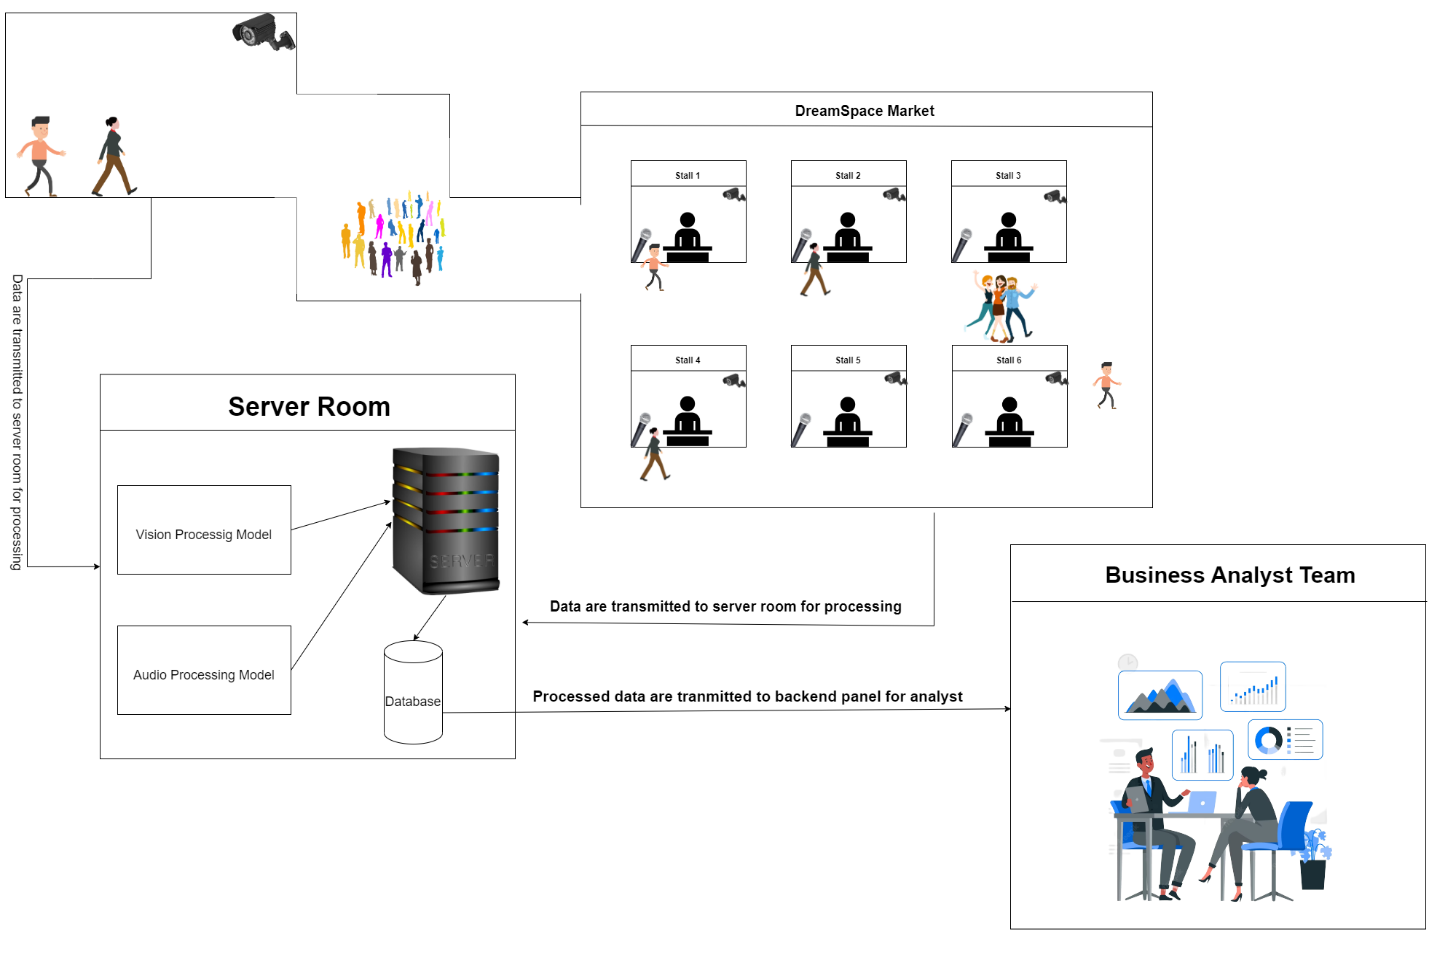 DreamSpace Market
Stall 1
Stall 2
Stall 3
Stall 4
Stall 5
Stall 6
Data are transmitted to server room for processing
Server Room
Vision Processig Model
SERVER
Audio Processing Model
Database
Data are transmitted to server room for processing
Processed data are tranmitted to backend panel for analyst
Business Analyst Team